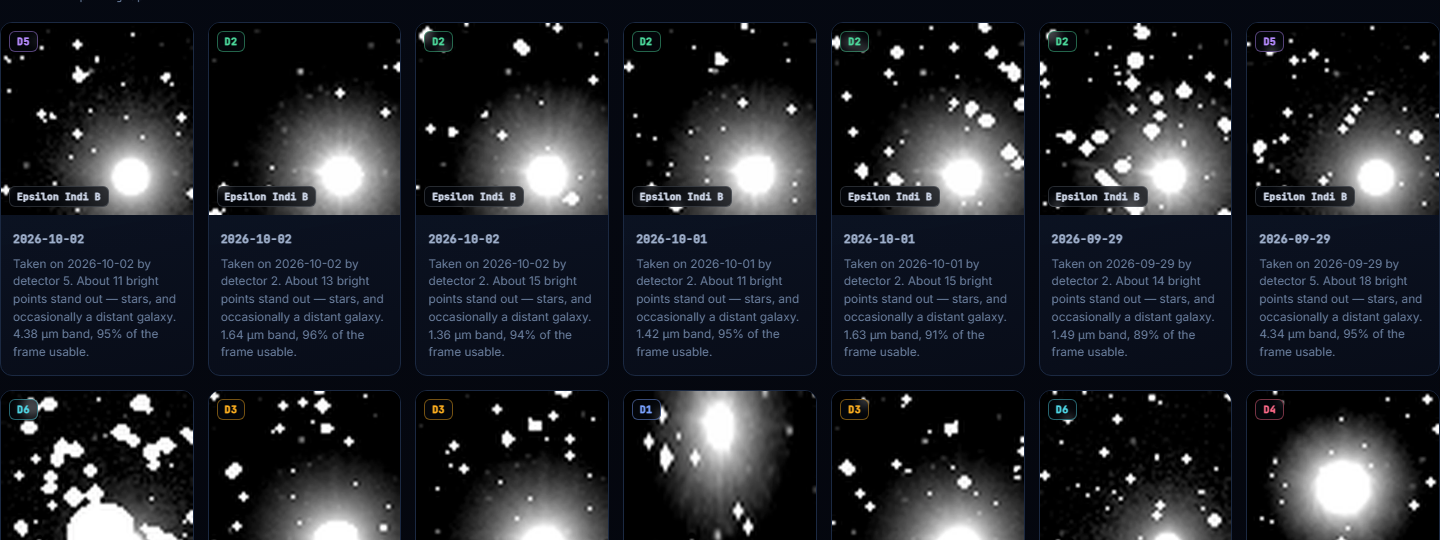 D5
Epsilon Indi B
2026-10-02
Taken on 2026-10-02 by
detector 5. About 11 bright
points stand out — stars, and
occasionally a distant galaxy.
4.38 µm band, 95% of the
frame usable.
D2
Epsilon Indi B
2026-10-02
Taken on 2026-10-02 by
detector 2. About 13 bright
points stand out — stars, and
occasionally a distant galaxy.
1.64 µm band, 96% of the
frame usable.
D2
Epsilon Indi B
2026-10-02
Taken on 2026-10-02 by
detector 2. About 15 bright
points stand out — stars, and
occasionally a distant galaxy.
1.36 µm band, 94% of the
frame usable.
D2
Epsilon Indi B
2026-10-01
Taken on 2026-10-01 by
detector 2. About 11 bright
points stand out — stars, and
occasionally a distant galaxy.
1.42 µm band, 95% of the
frame usable.
D2
Epsilon Indi B
2026-10-01
Taken on 2026-10-01 by
detector 2. About 15 bright
points stand out — stars, and
occasionally a distant galaxy.
1.63 µm band, 91% of the
frame usable.
D2
Epsilon Indi B
2026-09-29
Taken on 2026-09-29 by
detector 2. About 14 bright
points stand out — stars, and
occasionally a distant galaxy.
1.49 µm band, 89% of the
frame usable.
D5
Epsilon Indi B
2026-09-29
Taken on 2026-09-29 by
detector 5. About 18 bright
points stand out — stars, and
occasionally a distant galaxy.
4.34 µm band, 95% of the
frame usable.
D6
D3
D3
D1
D3
D6
D4